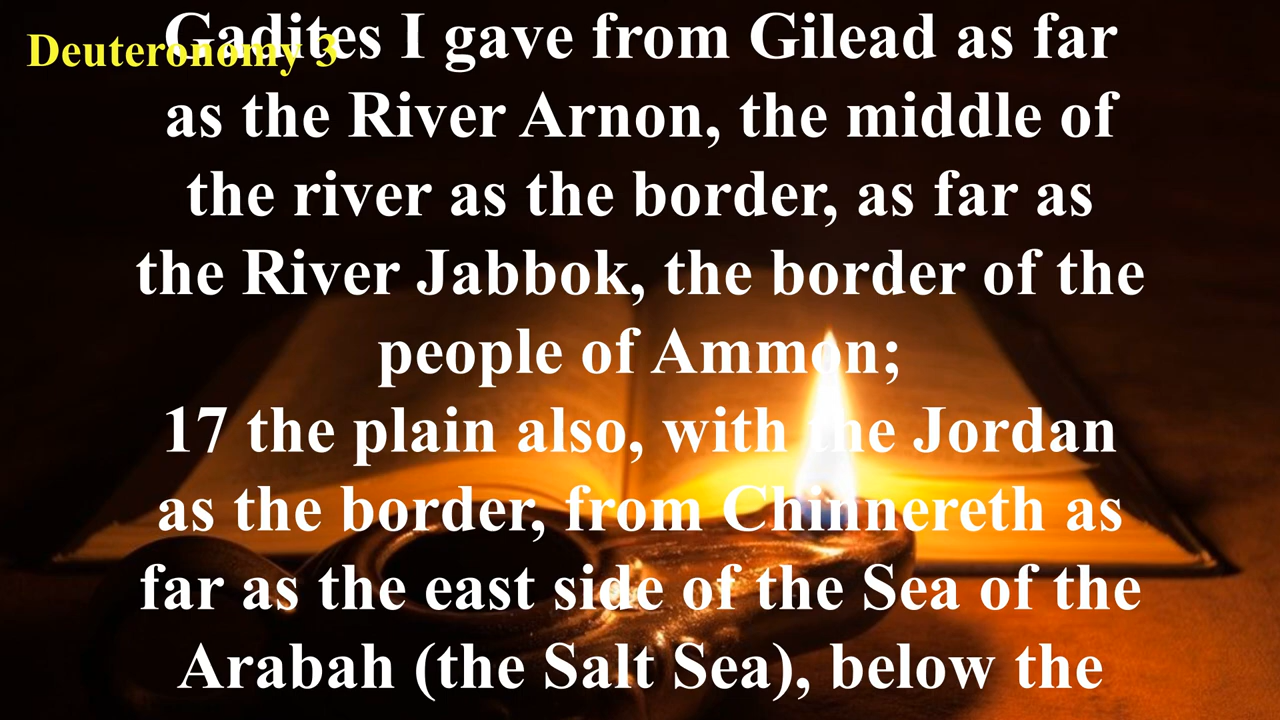 Deuteronomy 3
Gadites I gave from Gilead as far
as the River Arnon, the middle of
the river as the border, as far as
the River Jabbok, the border of the
people of Ammon;
17 the plain also, with the Jordan
as the border, from Chinnereth as
far as the east side of the Sea of the
Arabah (the Salt Sea), below the